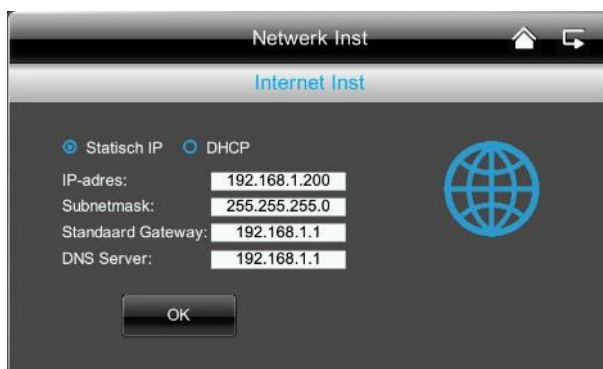 Netwerk Inst
Internet Inst
Statisch IP DHCP
IP-adres: 192.168.1.200
Subnetmask: 255.255.255.0
Standaard Gateway: 192.168.1.1
DNS Server: 192.168.1.1
OK